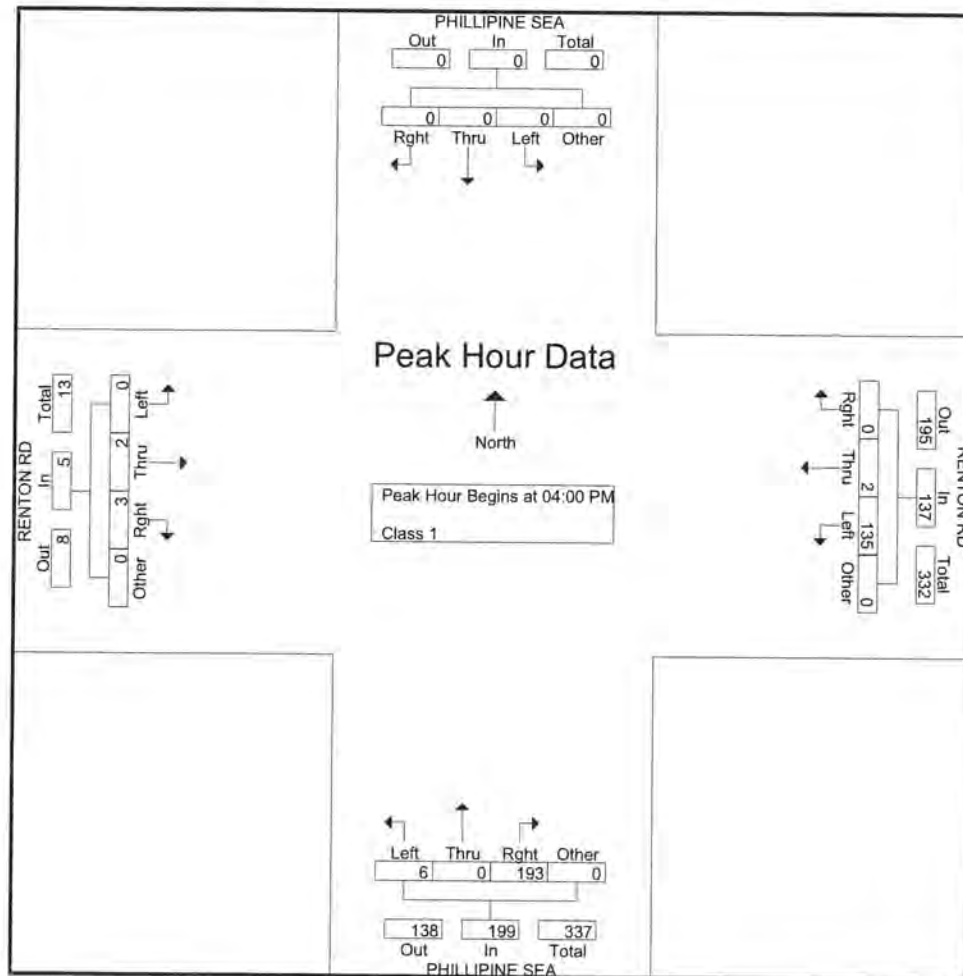 PHILLIPINE SEA
Out In Total
0 0 0
0 0 0 0
Rght Thru Left Other
Peak Hour Data
North
Peak Hour Begins at 04:00 PM
Class 1
RENTON RD
Out In Total
8 5 13
0 2 3 0
Left Thru Rght Other
RENTON RD
Out In Total
195 137 332
0 2 135 0
Rght Thru Left Other
Left Thru Rght Other
6 0 193 0
138 199 337
Out In Total
PHILLIPINE SEA